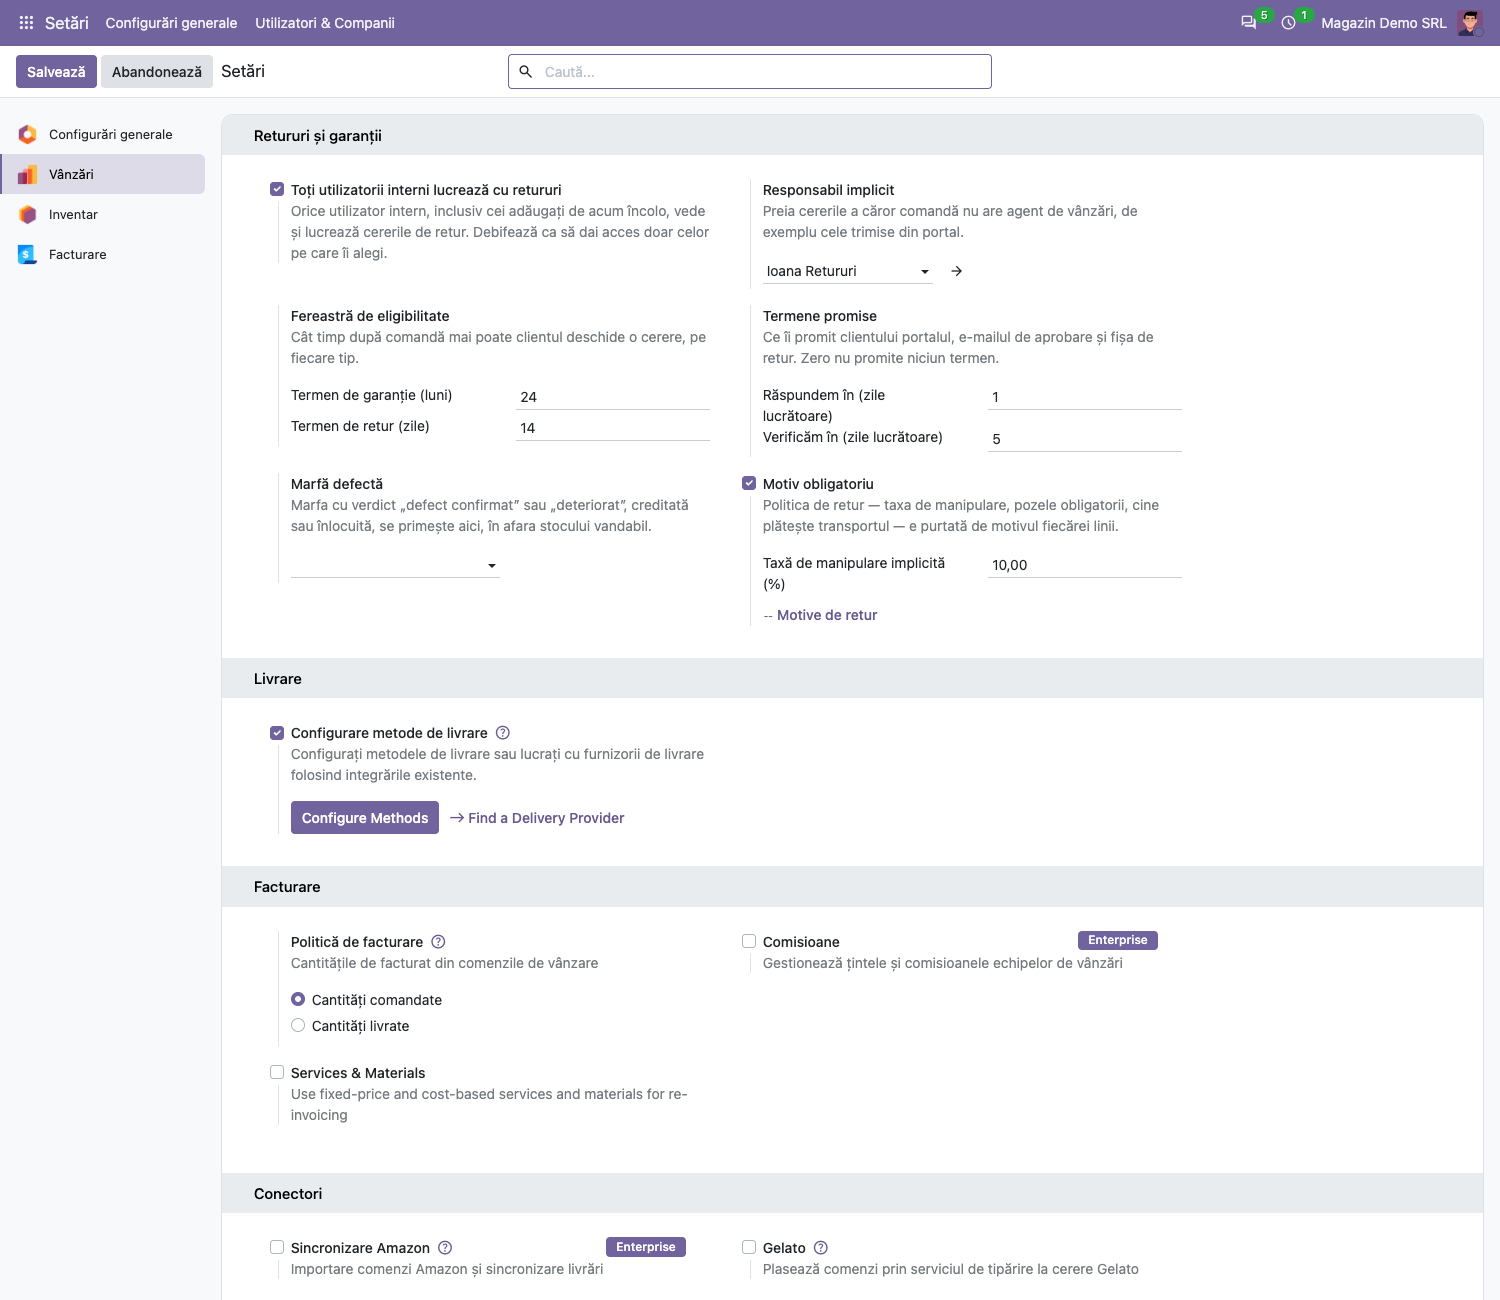 Setări
Configurări generale
Utilizatori & Companii
5
1
Magazin Demo SRL
Salvează
Abandonează
Setări
Caută...
Configurări generale
Vânzări
Inventar
Facturare
Retururi și garanții
Toți utilizatorii interni lucrează cu retururi
Orice utilizator intern, inclusiv cei adăugați de acum încolo, vede
și lucrează cererile de retur. Debifează ca să dai acces doar celor
pe care îi alegi.
Responsabil implicit
Preia cererile a căror comandă nu are agent de vânzări, de
exemplu cele trimise din portal.
Ioana Retururi
Fereastră de eligibilitate
Cât timp după comandă mai poate clientul deschide o cerere, pe
fiecare tip.
Termen de garanție (luni)
24
Termen de retur (zile)
14
Termene promise
Ce îi promit clientului portalul, e-mailul de aprobare și fișa de
retur. Zero nu promite niciun termen.
Răspundem în (zile
lucrătoare)
1
Verificăm în (zile lucrătoare)
5
Marfă defectă
Marfa cu verdict „defect confirmat” sau „deteriorat”, creditată
sau înlocuită, se primește aici, în afara stocului vandabil.
Motiv obligatoriu
Politica de retur — taxa de manipulare, pozele obligatorii, cine
plătește transportul — e purtată de motivul fiecărei linii.
Taxă de manipulare implicită
(%)
10,00
-- Motive de retur
Livrare
Configurare metode de livrare
Configurați metodele de livrare sau lucrați cu furnizorii de livrare
folosind integrările existente.
Configure Methods
Find a Delivery Provider
Facturare
Politică de facturare
Cantitățile de facturat din comenzile de vânzare
Cantități comandate
Cantități livrate
Comisioane
Enterprise
Gestionează țintele și comisioanele echipelor de vânzări
Services & Materials
Use fixed-price and cost-based services and materials for re-
invoicing
Conectori
Sincronizare Amazon
Enterprise
Importare comenzi Amazon și sincronizare livrări
Gelato
Plasează comenzi prin serviciul de tipărire la cerere Gelato